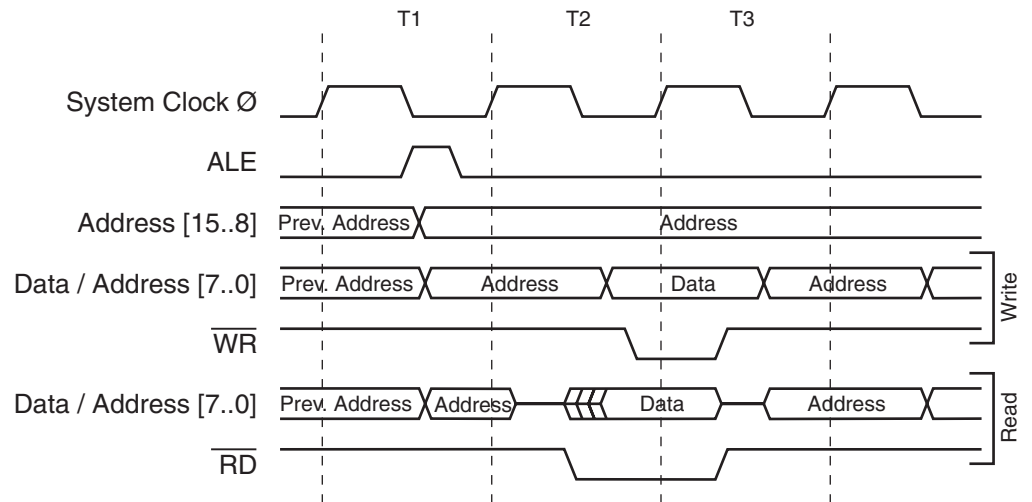 T1 T2 T3
System Clock Ø
ALE
Address [15..8] Prev. Address Address
Data / Address [7..0] Prev. Address Address Data Address
WR
Write
Data / Address [7..0] Prev. Address Address Data Address
RD
Read